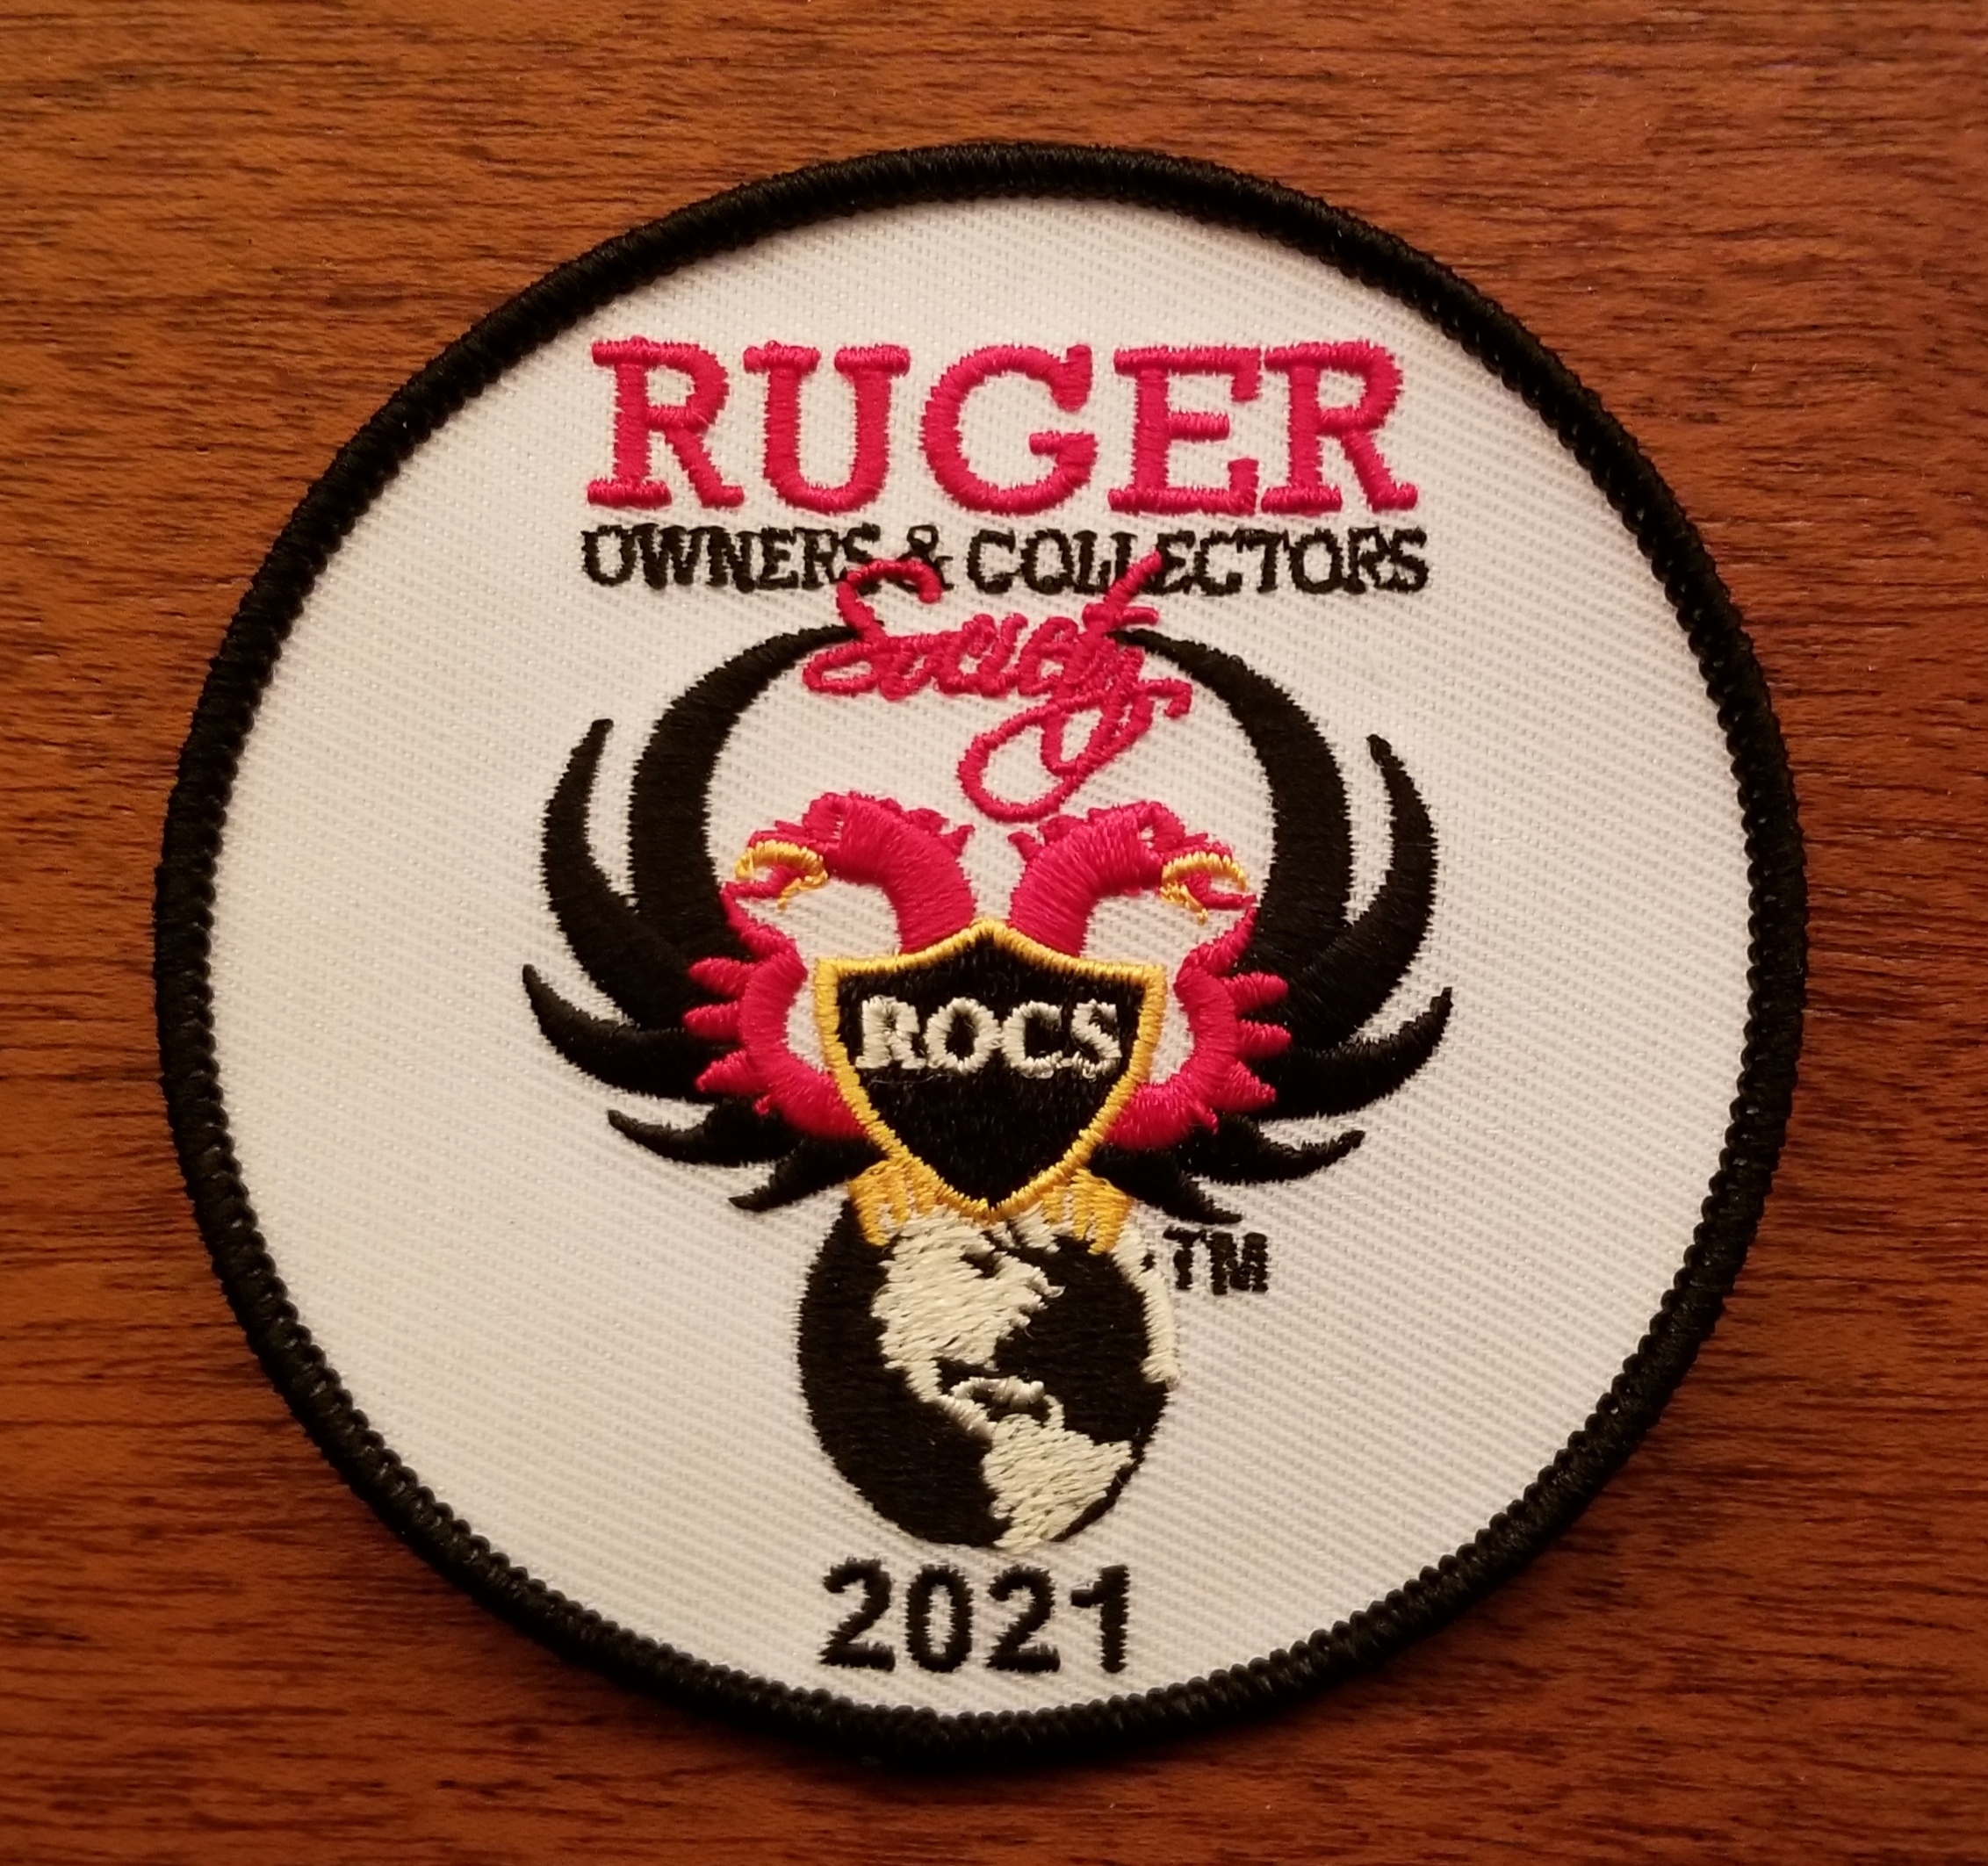 RUGER
OWNERS & COLLECTORS
Society
ROCS
TM
2021